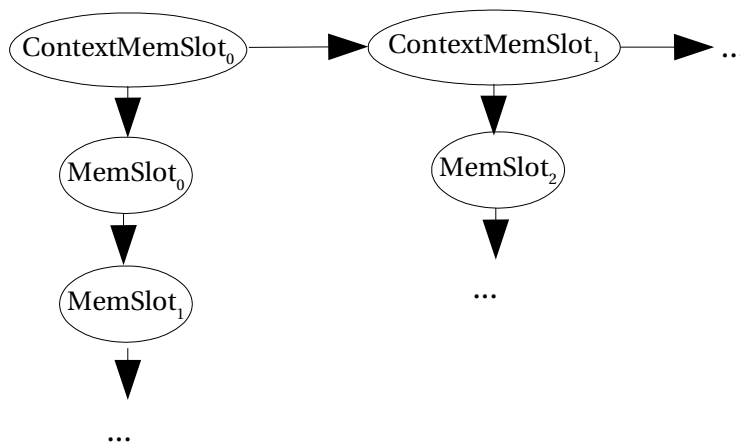 ContextMemSlot₀
ContextMemSlot₁
...
MemSlot₀
MemSlot₂
MemSlot₁
...
...